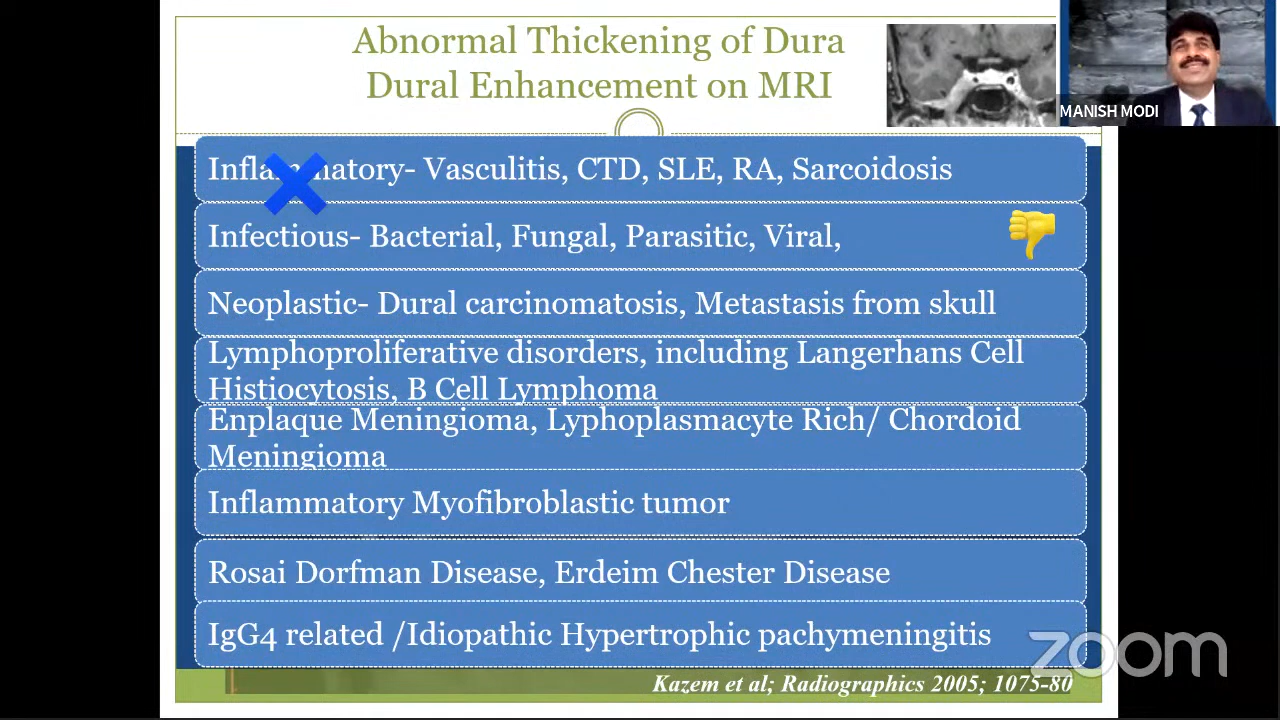 Abnormal Thickening of Dura
Dural Enhancement on MRI
MANISH MODI
Inflammatory- Vasculitis, CTD, SLE, RA, Sarcoidosis
Infectious- Bacterial, Fungal, Parasitic, Viral,
Neoplastic- Dural carcinomatosis, Metastasis from skull
Lymphoproliferative disorders, including Langerhans Cell
Histiocytosis, B Cell Lymphoma
Enplaque Meningioma, Lyphoplasmacyte Rich/ Chordoid
Meningioma
Inflammatory Myofibroblastic tumor
Rosai Dorfman Disease, Erdeim Chester Disease
IgG4 related /Idiopathic Hypertrophic pachymeningitis
zoom
Kazem et al; Radiographics 2005; 1075-80